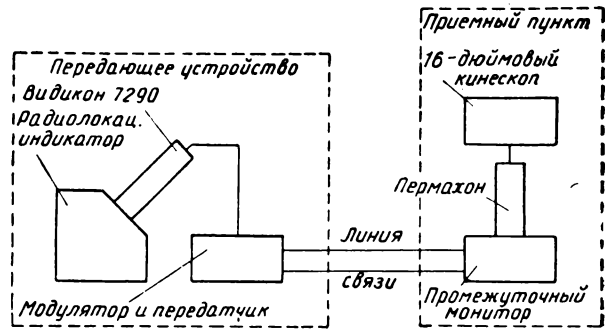 Передающее устройство
Видикон 7290
Радиолокац.
индикатор
Модулятор и передатчик
Линия
связи
Приемный пункт
16-дюймовый
кинескоп
Пермахон
Промежуточный
монитор